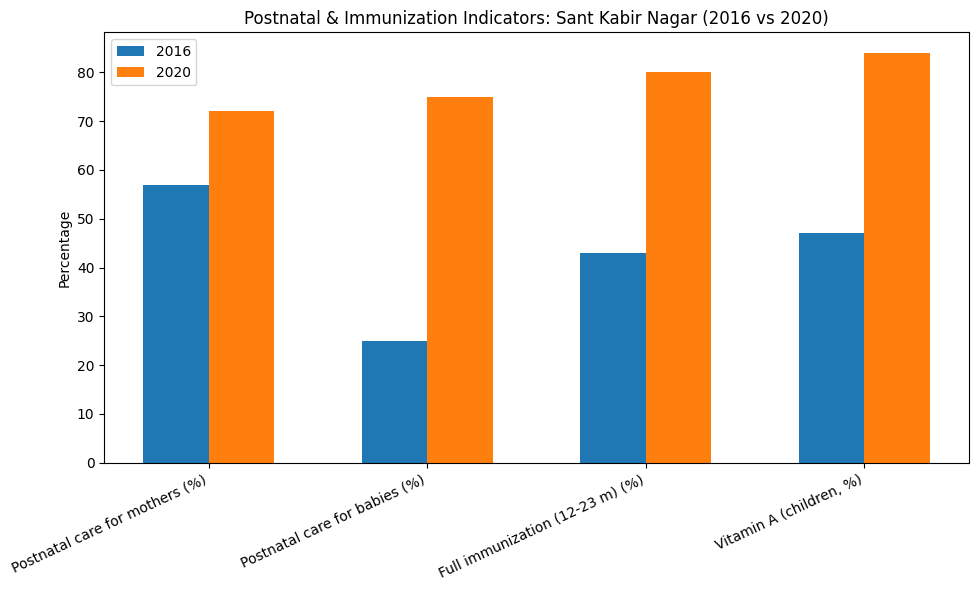 Postnatal & Immunization Indicators: Sant Kabir Nagar (2016 vs 2020)
2016
2020
Percentage
80
70
60
50
40
30
20
10
0
Postnatal care for mothers (%)
Postnatal care for babies (%)
Full immunization (12-23 m) (%)
Vitamin A (children, %)